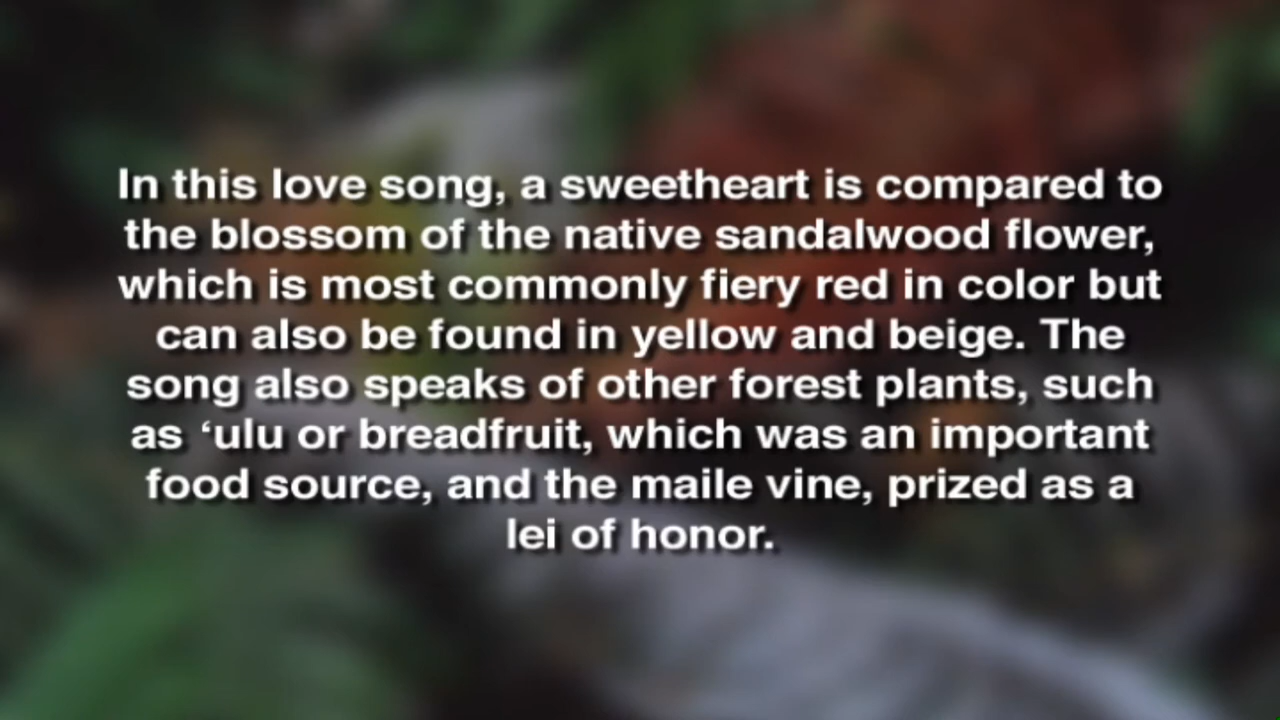 In this love song, a sweetheart is compared to
the blossom of the native sandalwood flower,
which is most commonly fiery red in color but
can also be found in yellow and beige. The
song also speaks of other forest plants, such
as ‘ulu or breadfruit, which was an important
food source, and the maile vine, prized as a
lei of honor.